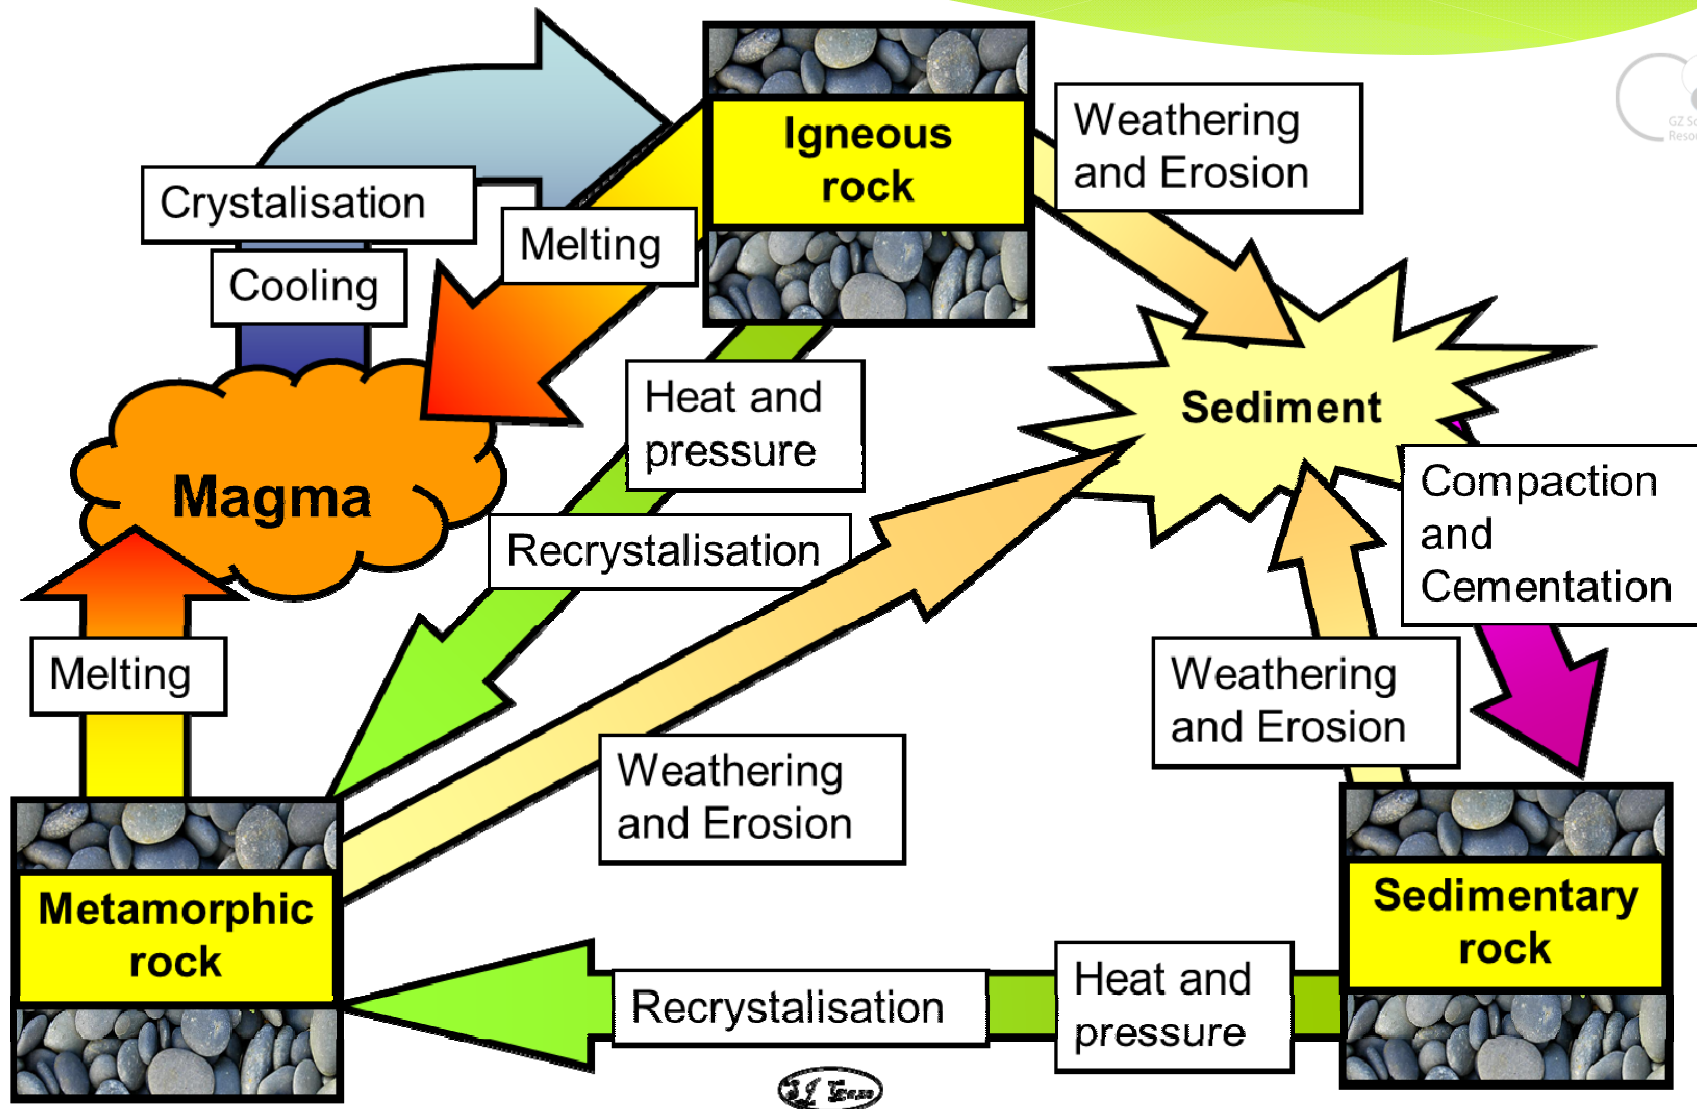 Igneous
rock
Weathering
and Erosion
Crystalisation
Melting
Cooling
GZ
Heat and
pressure
Sediment
Magma
Compaction
and
Cementation
Recrystalisation
Melting
Weathering
and Erosion
Weathering
and Erosion
Metamorphic
rock
Sedimentary
rock
Recrystalisation
Heat and
pressure